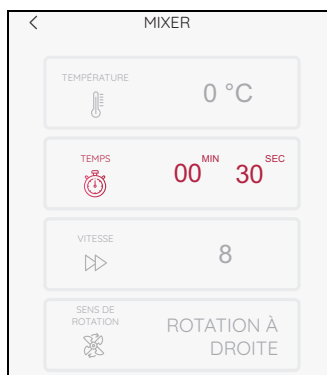 MIXER
TEMPÉRATURE
0 °C
TEMPS
00 MIN 30 SEC
VITESSE
8
SENS DE
ROTATION
ROTATION À
DROITE